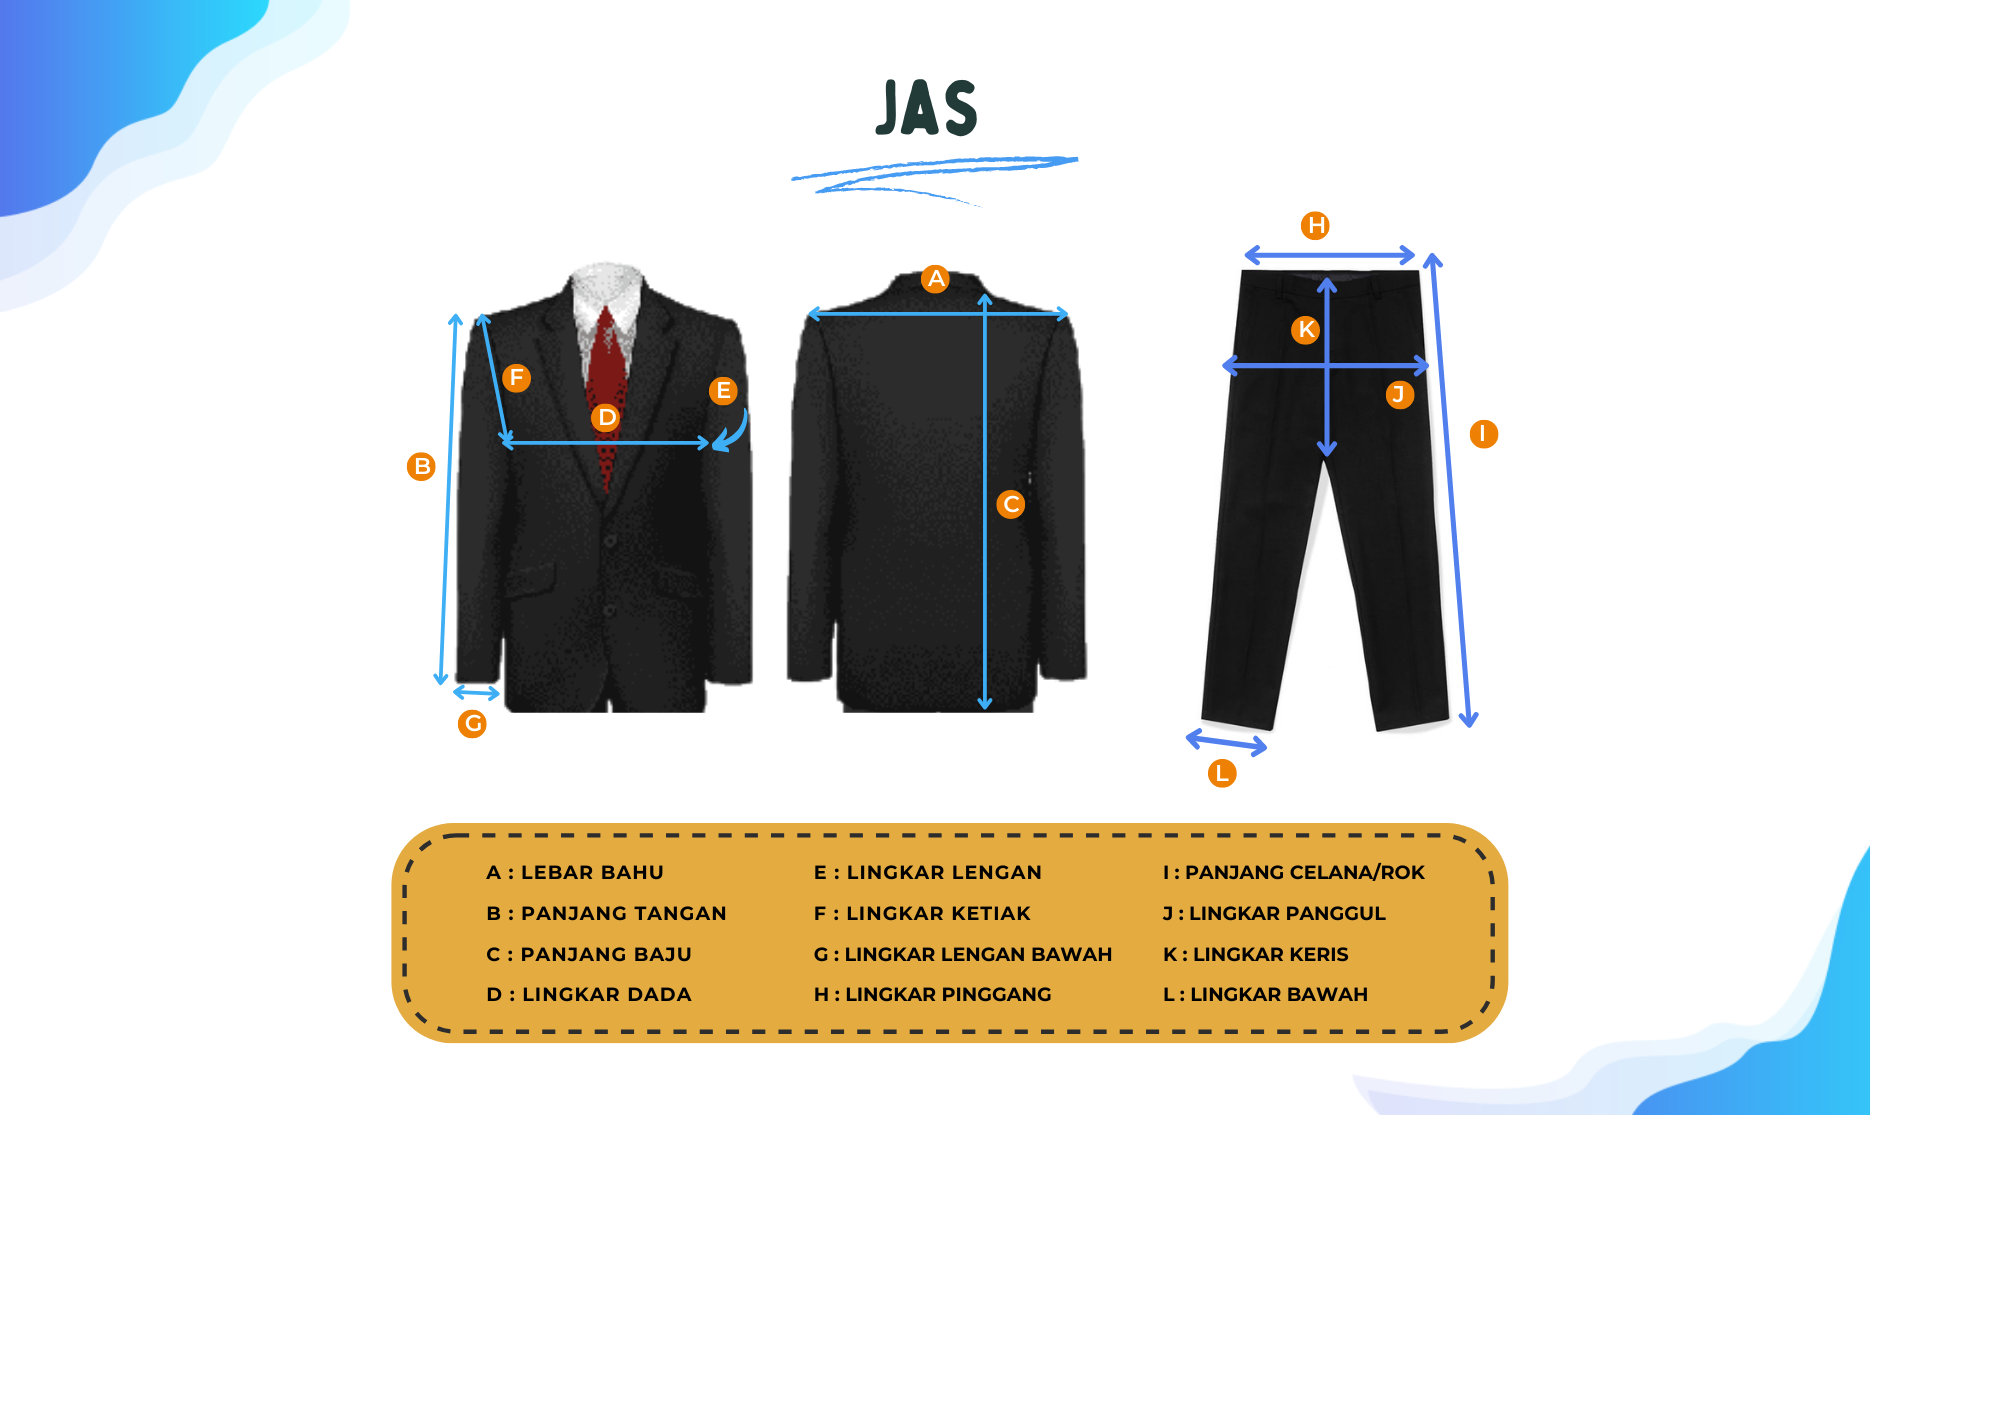 JAS
H
A
K
F
E
J
D
I
B
C
G
L
A : LEBAR BAHU
B : PANJANG TANGAN
C : PANJANG BAJU
D : LINGKAR DADA
E : LINGKAR LENGAN
F : LINGKAR KETIAK
G : LINGKAR LENGAN BAWAH
H : LINGKAR PINGGANG
I : PANJANG CELANA/ROK
J : LINGKAR PANGGUL
K : LINGKAR KERIS
L : LINGKAR BAWAH